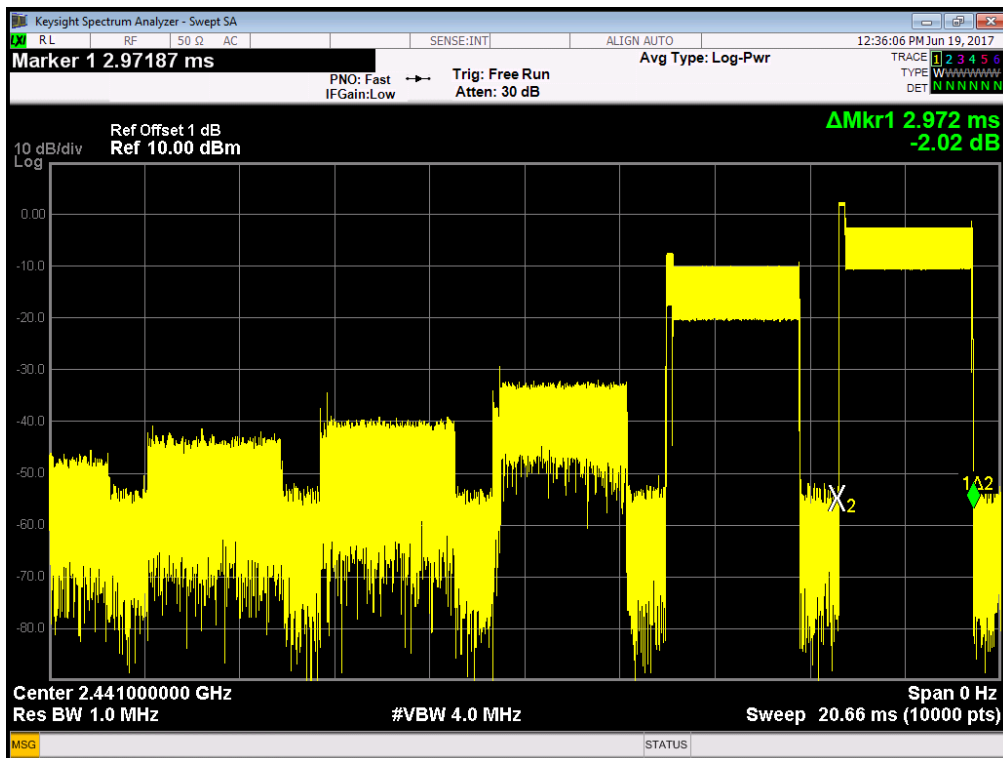 Keysight Spectrum Analyzer - Swept SA
LXI RL RF 50 Ω AC SENSE:INT ALIGN AUTO 12:36:06 PM Jun 19, 2017
Marker 1 2.97187 ms
PNO: Fast
IFGain:Low
Trig: Free Run
Atten: 30 dB
Avg Type: Log-Pwr
TRACE 1 2 3 4 5 6
TYPE W
DET N N N N N N
Ref Offset 1 dB
10 dB/div Ref 10.00 dBm
Log
ΔMkr1 2.972 ms
-2.02 dB
0.00
-10.0
-20.0
-30.0
-40.0
-50.0
-60.0
-70.0
-80.0
1Δ2
X2
Center 2.441000000 GHz Span 0 Hz
Res BW 1.0 MHz #VBW 4.0 MHz Sweep 20.66 ms (10000 pts)
MSG STATUS